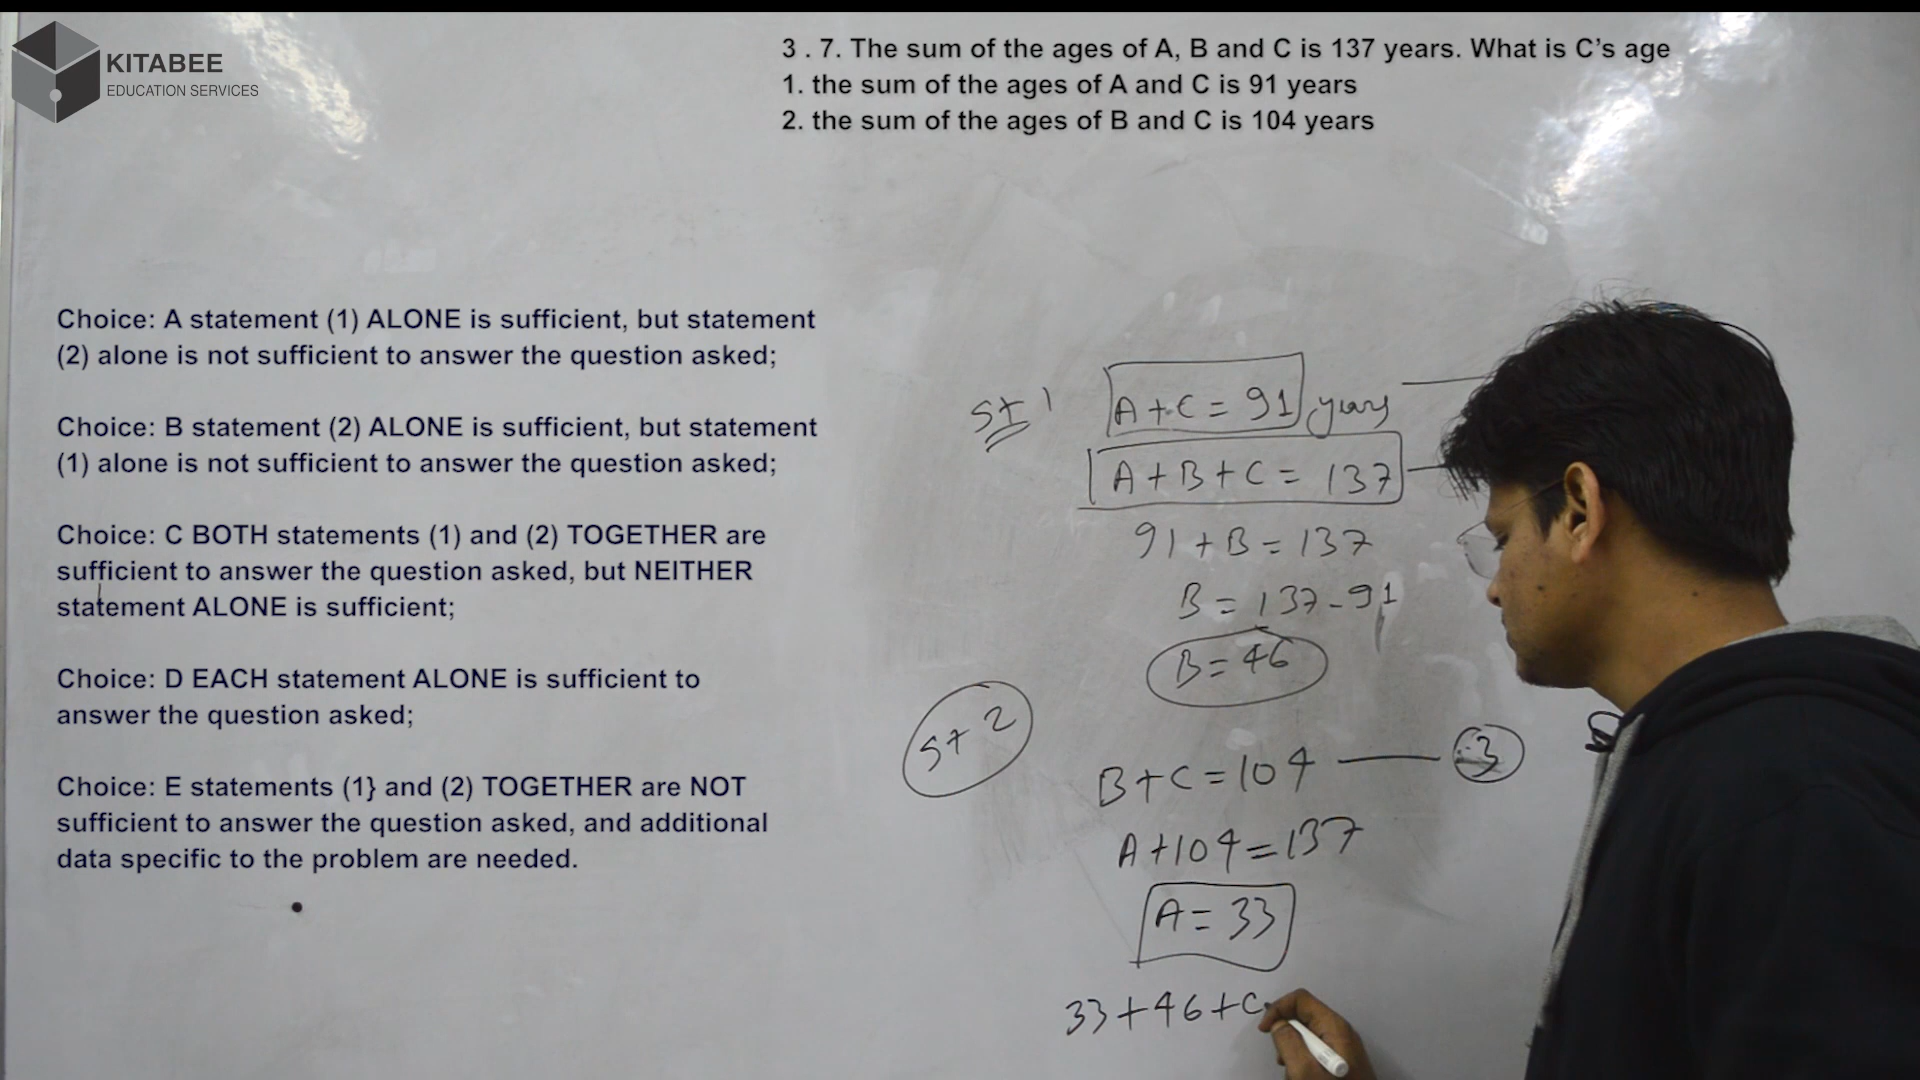 KITABEE
EDUCATION SERVICES
3 . 7. The sum of the ages of A, B and C is 137 years. What is C’s age
1. the sum of the ages of A and C is 91 years
2. the sum of the ages of B and C is 104 years
Choice: A statement (1) ALONE is sufficient, but statement
(2) alone is not sufficient to answer the question asked;
Choice: B statement (2) ALONE is sufficient, but statement
(1) alone is not sufficient to answer the question asked;
Choice: C BOTH statements (1) and (2) TOGETHER are
sufficient to answer the question asked, but NEITHER
statement ALONE is sufficient;
Choice: D EACH statement ALONE is sufficient to
answer the question asked;
Choice: E statements (1} and (2) TOGETHER are NOT
sufficient to answer the question asked, and additional
data specific to the problem are needed.
St 1 A+C = 91 years
A+B+C = 137
91+B = 137
B = 137-91
B = 46
St 2
B+C = 104 3
A+104 = 137
A = 33
33+46+C